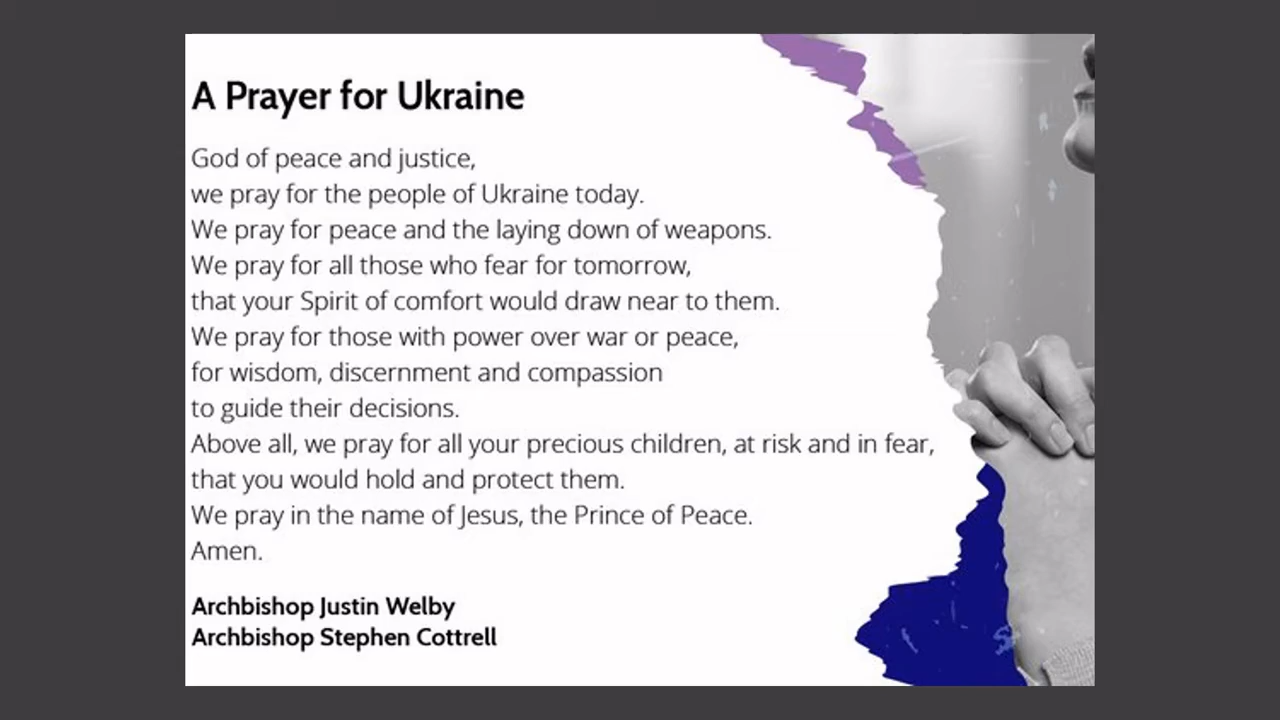 A Prayer for Ukraine
God of peace and justice,
we pray for the people of Ukraine today.
We pray for peace and the laying down of weapons.
We pray for all those who fear for tomorrow,
that your Spirit of comfort would draw near to them.
We pray for those with power over war or peace,
for wisdom, discernment and compassion
to guide their decisions.
Above all, we pray for all your precious children, at risk and in fear,
that you would hold and protect them.
We pray in the name of Jesus, the Prince of Peace.
Amen.
Archbishop Justin Welby
Archbishop Stephen Cottrell